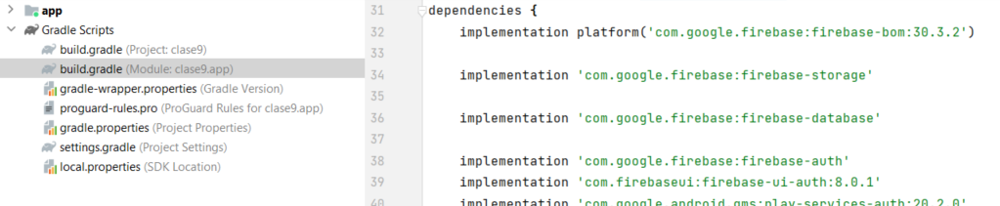 app
Gradle Scripts
build.gradle (Project: clase9)
build.gradle (Module: clase9.app)
gradle-wrapper.properties (Gradle Version)
proguard-rules.pro (ProGuard Rules for clase9.app)
gradle.properties (Project Properties)
settings.gradle (Project Settings)
local.properties (SDK Location)
31 dependencies {
32 implementation platform('com.google.firebase:firebase-bom:30.3.2')
33
34 implementation 'com.google.firebase:firebase-storage'
35
36 implementation 'com.google.firebase:firebase-database'
37
38 implementation 'com.google.firebase:firebase-auth'
39 implementation 'com.firebaseui:firebase-ui-auth:8.0.1'
40 implementation 'com.google.android.gms:play-services-auth:20.2.0'